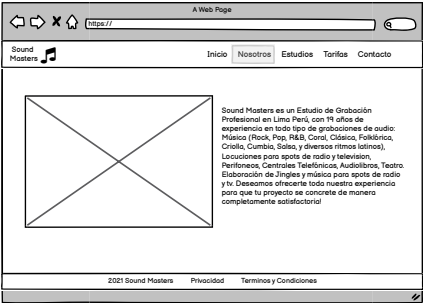 A Web Page
https://
Sound
Masters
Inicio Nosotros Estudios Tarifas Contacto
Sound Masters es un Estudio de Grabación
Profesional en Lima Perú, con 19 años de
experiencia en todo tipo de grabaciones de audio:
Música (Rock, Pop, R&B, Coral, Clásica, Folklórica,
Criolla, Cumbia, Salsa, y diversos ritmos latinos),
Locuciones para spots de radio y television,
Perifoneos, Centrales Telefónicas, Audiolibros, Teatro.
Elaboración de Jingles y música para spots de radio
y tv. Deseamos ofrecerte toda nuestra experiencia
para que tu proyecto se concrete de manera
completamente satisfactoria!
2021 Sound Masters Privacidad Terminos y Condiciones